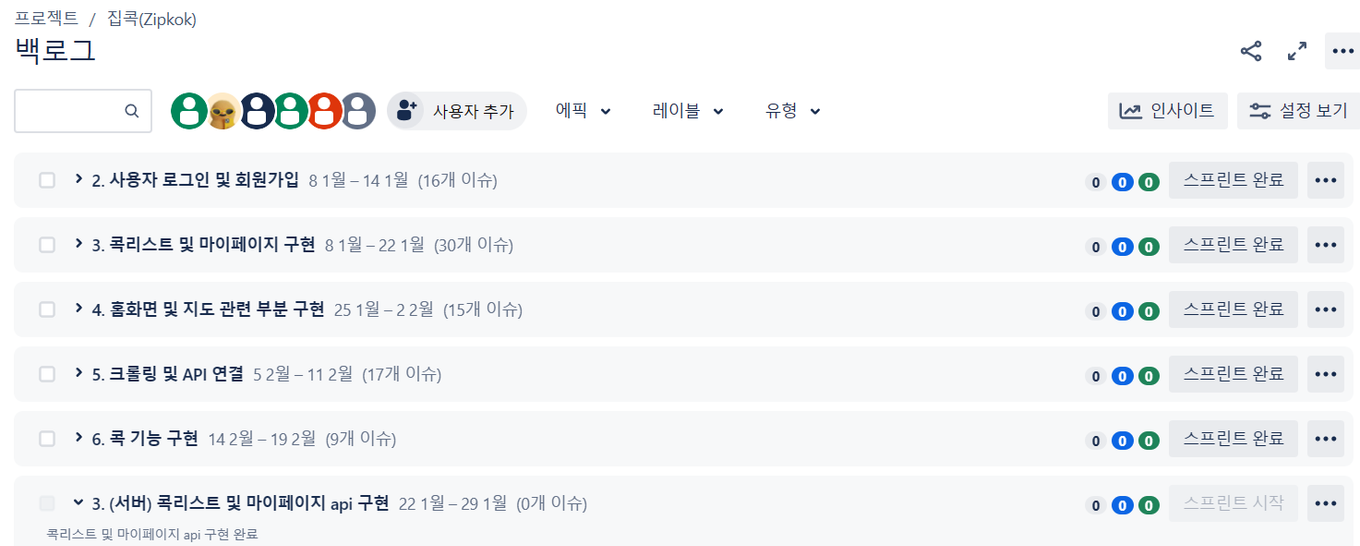 프로젝트 / 집콕(Zipkok)
백로그
사용자 추가 에픽 레이블 유형 인사이트 설정 보기
2. 사용자 로그인 및 회원가입 8 1월 – 14 1월 (16개 이슈) 0 0 0 스프린트 완료
3. 콕리스트 및 마이페이지 구현 8 1월 – 22 1월 (30개 이슈) 0 0 0 스프린트 완료
4. 홈화면 및 지도 관련 부분 구현 25 1월 – 2 2월 (15개 이슈) 0 0 0 스프린트 완료
5. 크롤링 및 API 연결 5 2월 – 11 2월 (17개 이슈) 0 0 0 스프린트 완료
6. 콕 기능 구현 14 2월 – 19 2월 (9개 이슈) 0 0 0 스프린트 완료
3. (서버) 콕리스트 및 마이페이지 api 구현 22 1월 – 29 1월 (0개 이슈) 0 0 0 스프린트 시작
콕리스트 및 마이페이지 api 구현 완료